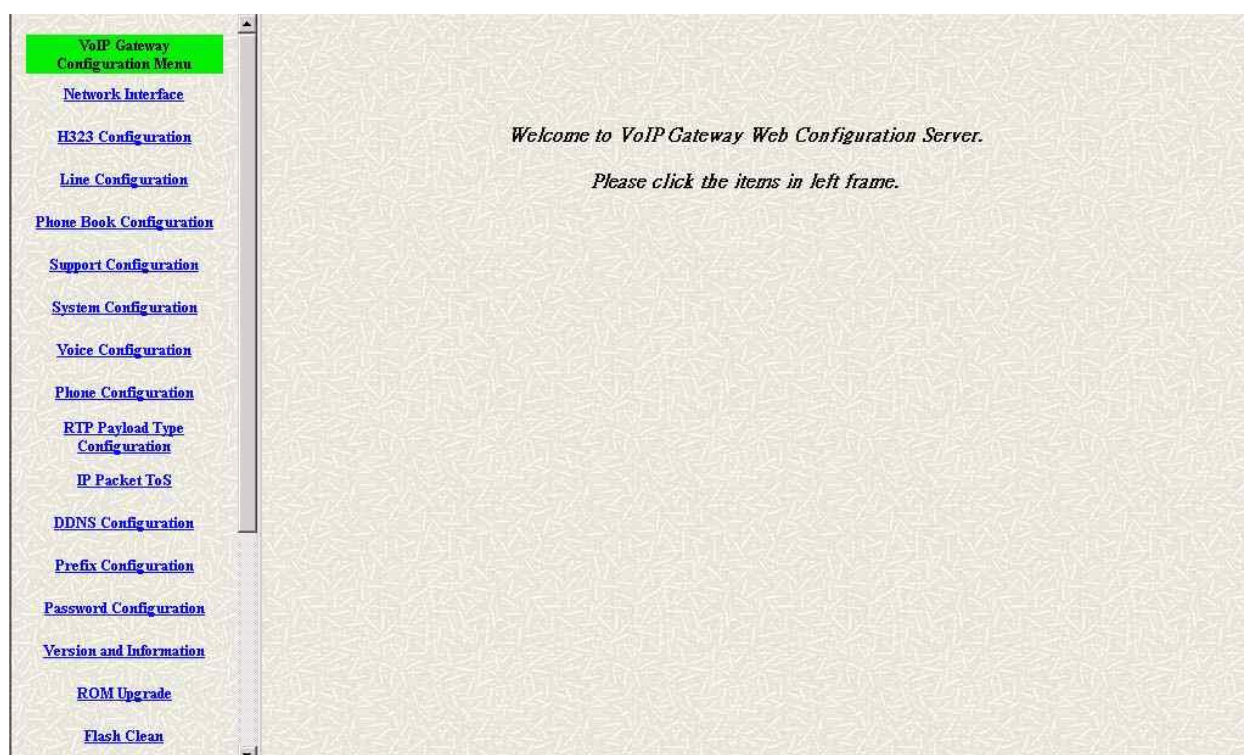 VoIP Gateway
Configuration Menu
Network Interface
H323 Configuration
Line Configuration
Phone Book Configuration
Support Configuration
System Configuration
Voice Configuration
Phone Configuration
RTP Payload Type
Configuration
IP Packet ToS
DDNS Configuration
Prefix Configuration
Password Configuration
Version and Information
ROM Upgrade
Flash Clean
Welcome to VoIP Gateway Web Configuration Server.
Please click the items in left frame.